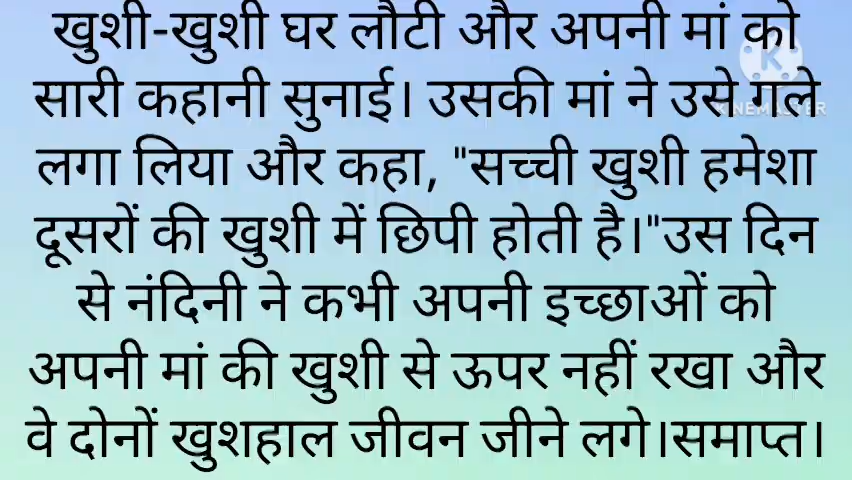 खुशी-खुशी घर लौटी और अपनी मां को
सारी कहानी सुनाई। उसकी मां ने उसे गले
लगा लिया और कहा, "सच्ची खुशी हमेशा
दूसरों की खुशी में छिपी होती है।"उस दिन
से नंदिनी ने कभी अपनी इच्छाओं को
अपनी मां की खुशी से ऊपर नहीं रखा और
वे दोनों खुशहाल जीवन जीने लगे।समाप्त।
KINEMASTER